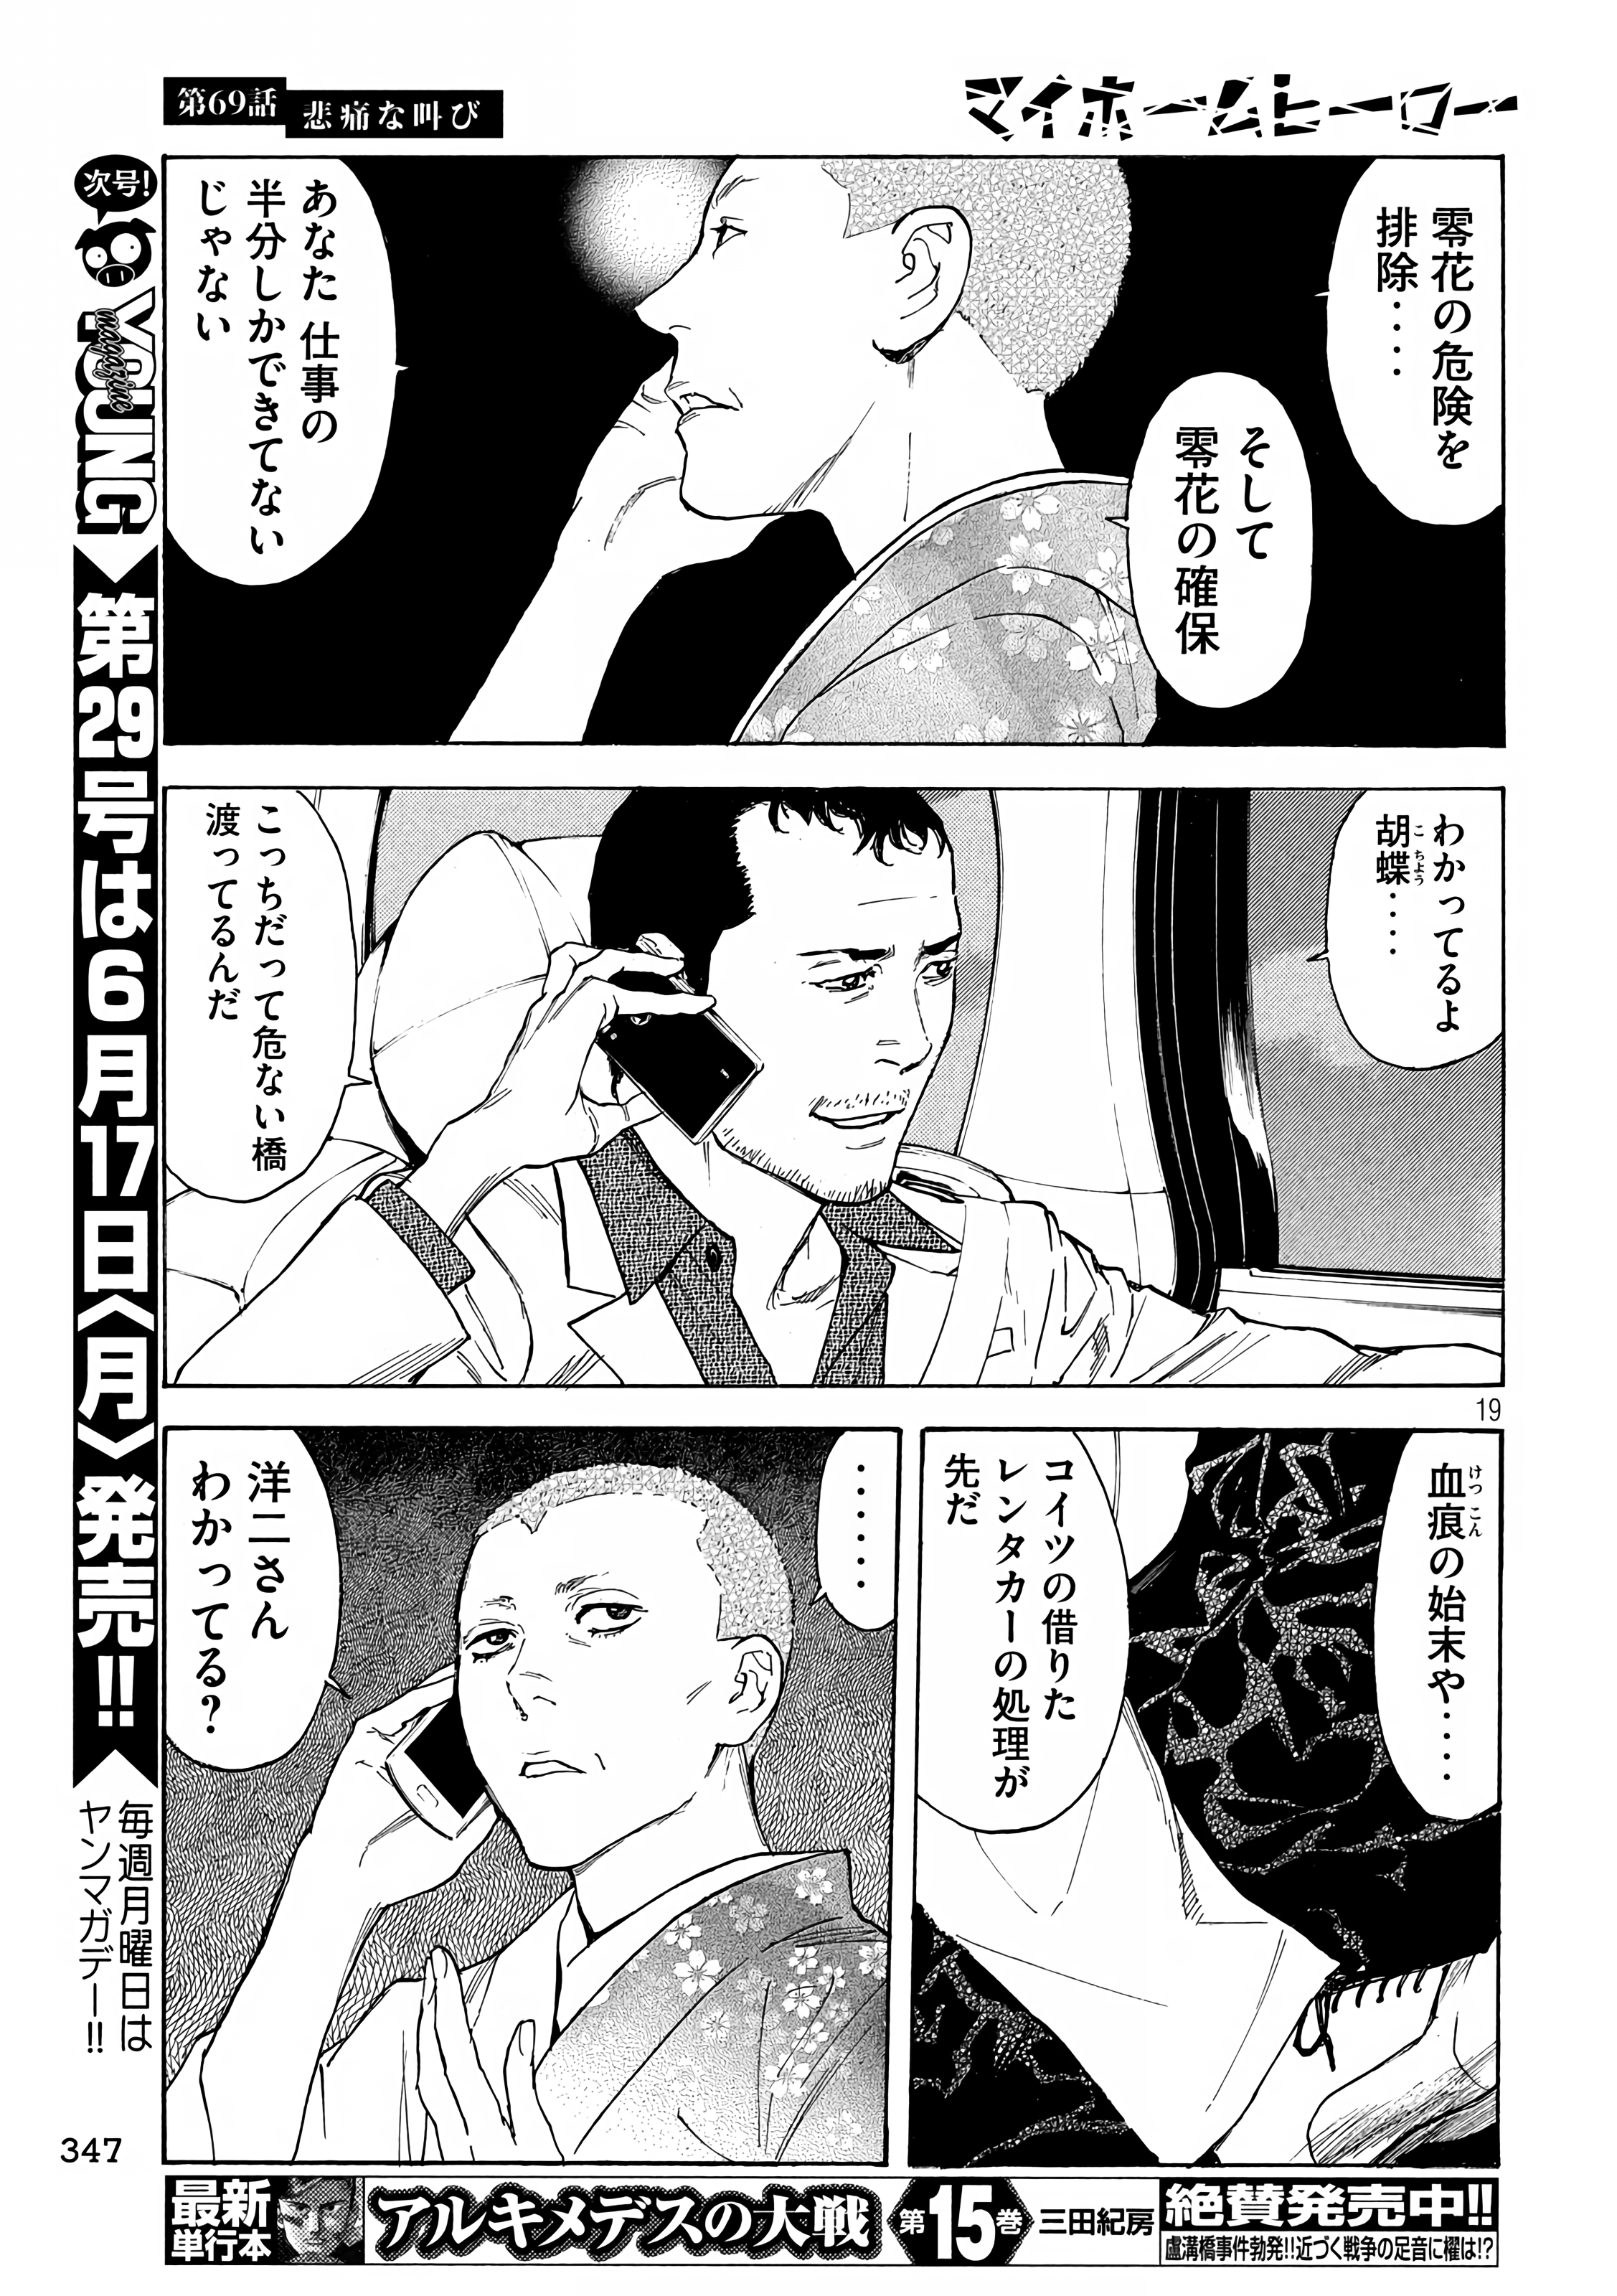 第69話
悲痛な叫び
マイホームヒーロー
零花の危険を
排除‥‥
そして
零花の確保
あなた 仕事の
半分しかできてない
じゃない
わかってるよ
胡蝶‥‥
こちょう
こっちだって危ない橋
渡ってるんだ
19
血痕の始末や‥‥
けっこん
コイツの借りた
レンタカーの処理が
先だ
‥‥‥
洋二さん
わかってる?
次号!
YOUNG
magazine
第29号は6月17日〈月〉発売!!
毎週月曜日は
ヤンマガデー!!
347
最新
単行本
アルキメデスの大戦
第15巻
三田紀房
絶賛発売中!!
盧溝橋事件勃発!!近づく戦争の足音に櫂は!?